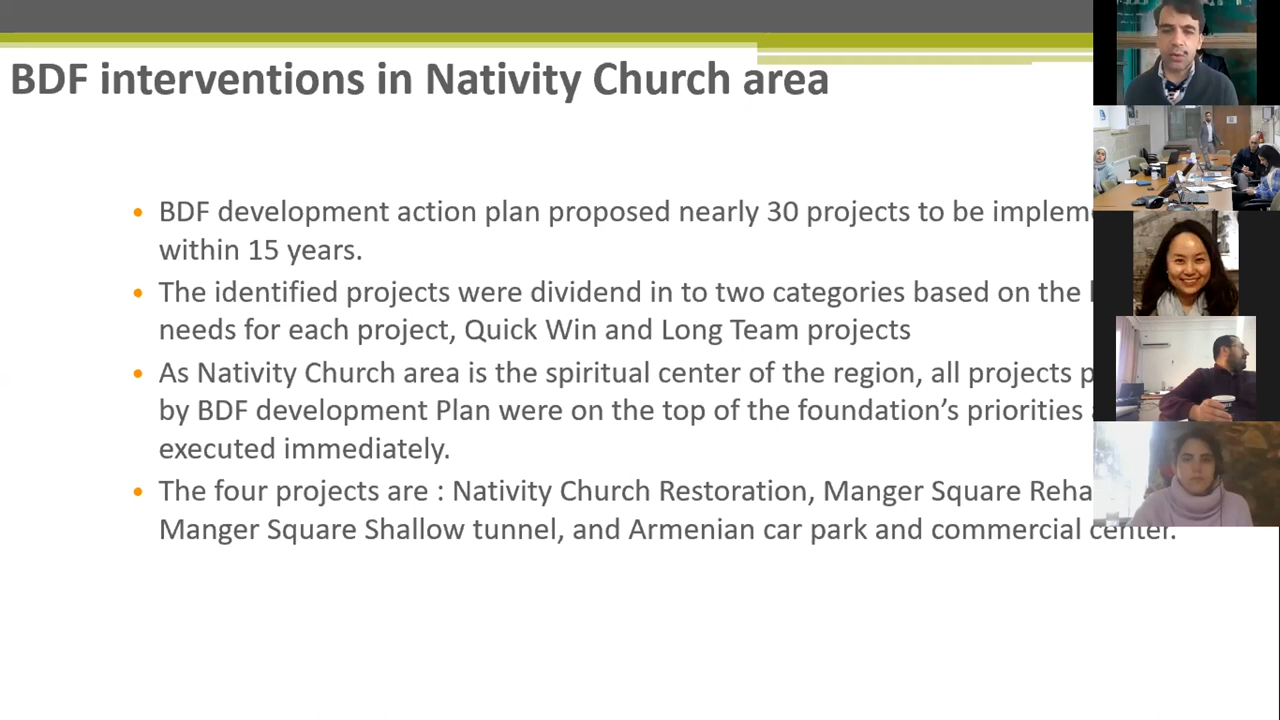 BDF interventions in Nativity Church area
• BDF development action plan proposed nearly 30 projects to be
within 15 years.
• The identified projects were dividend in to two categories based on the
needs for each project, Quick Win and Long Team projects
• As Nativity Church area is the spiritual center of the region, all projects
by BDF development Plan were on the top of the foundation's priorities
executed immediately.
• The four projects are : Nativity Church Restoration, Manger Square
Manger Square Shallow tunnel, and Armenian car park and commercial center.